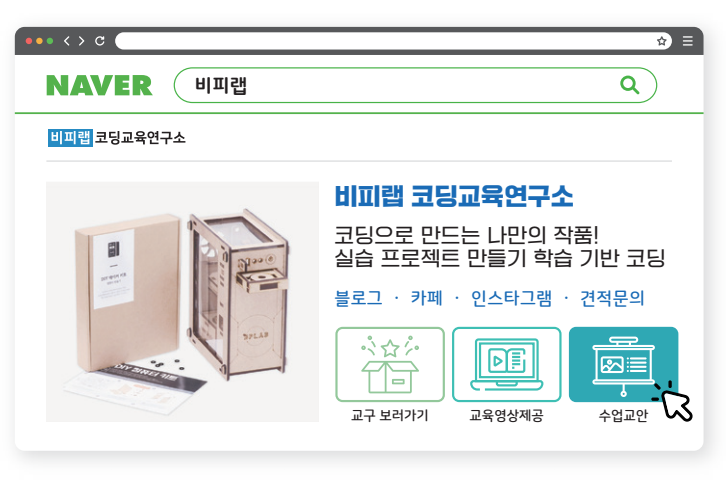 NAVER
비피랩
비피랩 코딩교육연구소
비피랩 코딩교육연구소
코딩으로 만드는 나만의 작품!
실습 프로젝트 만들기 학습 기반 코딩
블로그 · 카페 · 인스타그램 · 견적문의
BPLAB
교구 보러가기
교육영상제공
수업교안